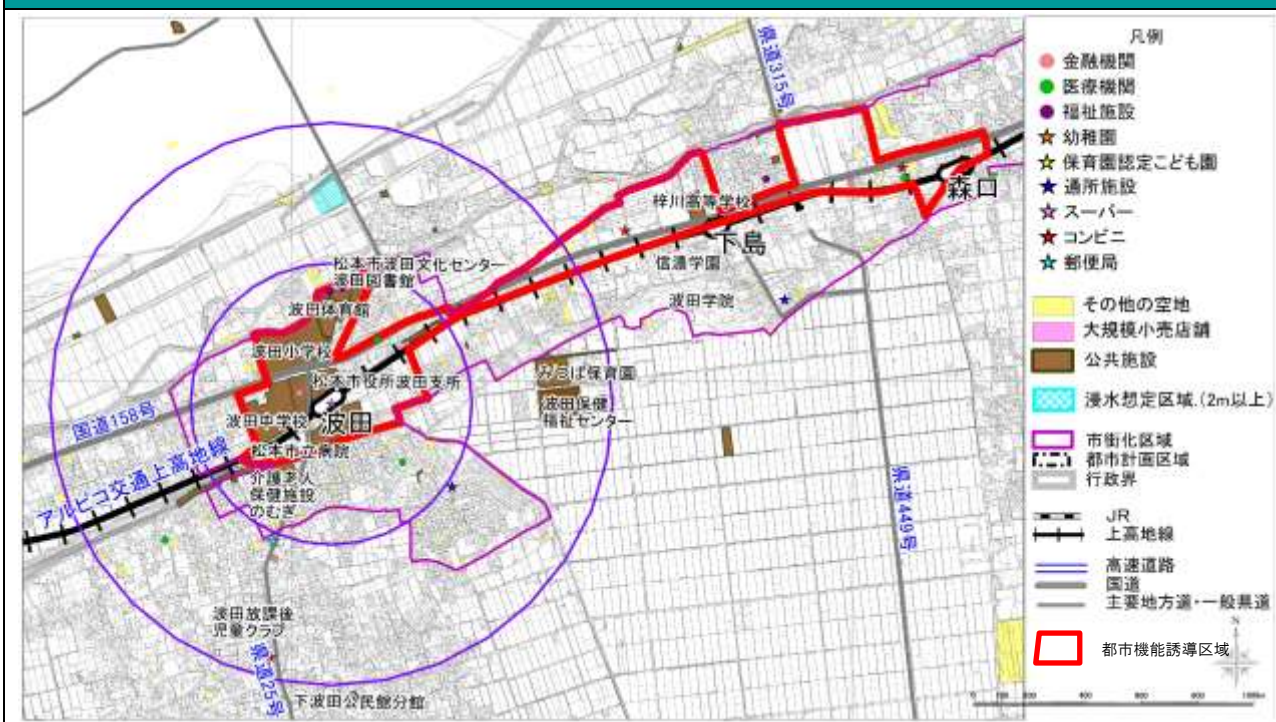 県道315号
森口
梓川高等学校
下島
信濃学園
松本市波田文化センター
波田図書館
波田学院
波田体育館
波田小学校
みつば保育園
松本市役所波田支所
波田保健
福祉センター
国道158号
波田中学校
波田
松本市立病院
アルピコ交通上高地線
介護老人
保健施設
のむぎ
県道449号
波田放課後
児童クラブ
県道25号
下波田公民館分館
凡例
金融機関
医療機関
福祉施設
幼稚園
保育園認定こども園
通所施設
スーパー
コンビニ
郵便局
その他の空地
大規模小売店舗
公共施設
浸水想定区域.(2m以上)
市街化区域
都市計画区域
行政界
JR
上高地線
高速道路
国道
主要地方道・一般県道
都市機能誘導区域
N